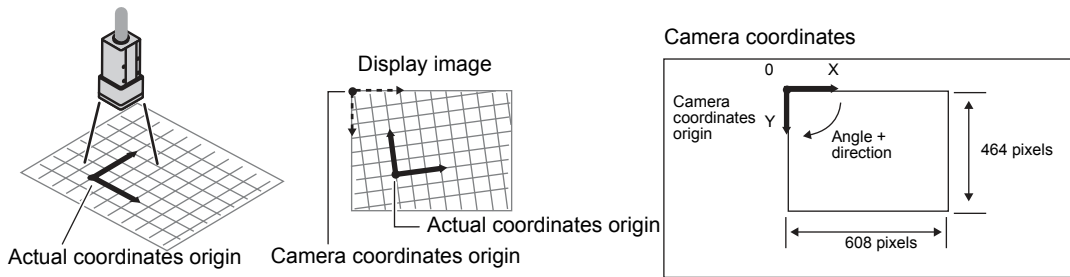 Actual coordinates origin
Display image
Actual coordinates origin
Camera coordinates origin
Camera coordinates
0 X
Camera
coordinates
origin
Y
Angle +
direction
464 pixels
608 pixels